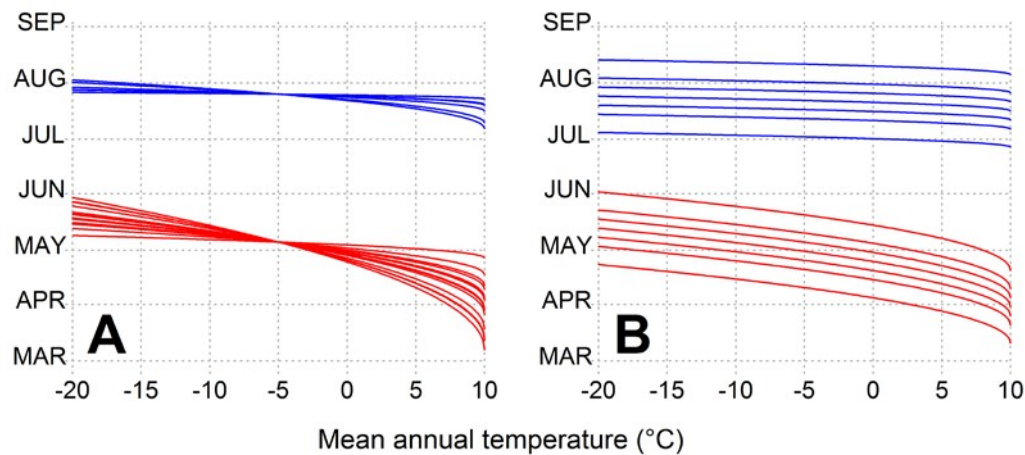 SEP SEP
AUG AUG
JUL JUL
JUN JUN
MAY MAY
APR APR
A B
MAR MAR
-20 -15 -10 -5 0 5 10 -20 -15 -10 -5 0 5 10
Mean annual temperature (°C)